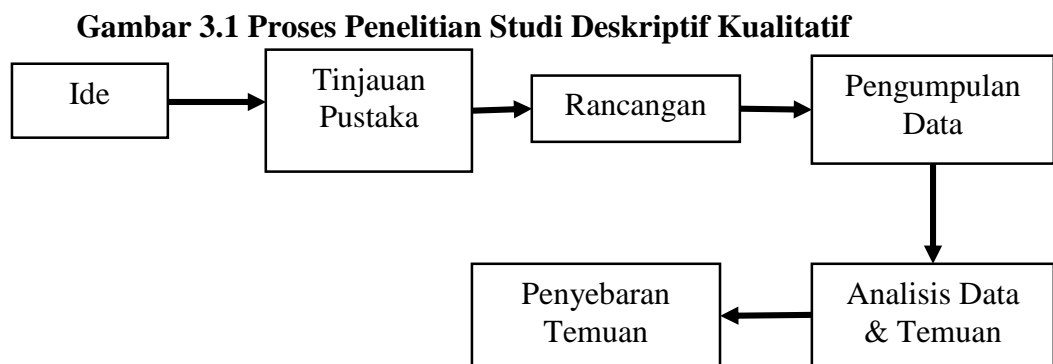 Gambar 3.1 Proses Penelitian Studi Deskriptif Kualitatif
Ide
Tinjauan
Pustaka
Rancangan
Pengumpulan
Data
Analisis Data
& Temuan
Penyebaran
Temuan